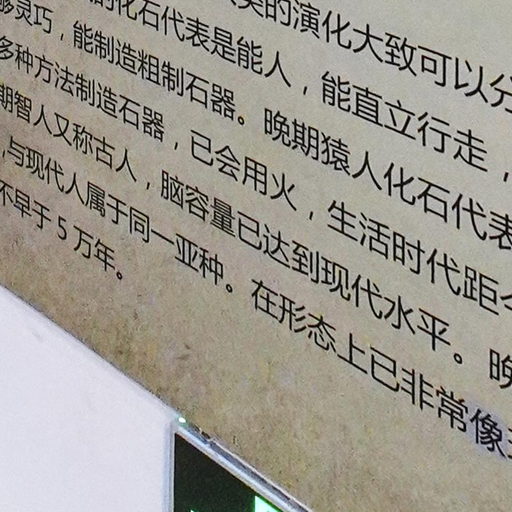 类的演化大致可以分
的化石代表是能人，能直立行走，
够灵巧，能制造粗制石器。晚期猿人化石代表
多种方法制造石器，已会用火，生活时代距今
期智人又称古人，脑容量已达到现代水平。晚
，与现代人属于同一亚种。在形态上已非常像现
不早于5万年。